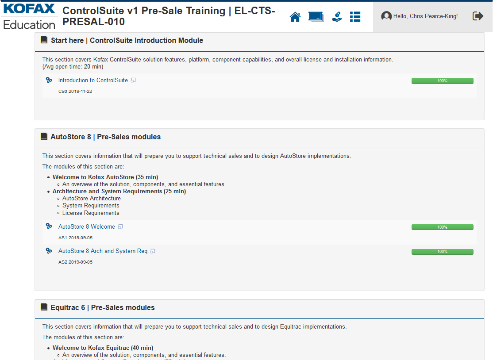 KOFAX
Education
ControlSuite v1 Pre-Sale Training | EL-CTS-
PRESAL-010
Hello, Chris Pearce-King!
Start here | ControlSuite Introduction Module
This section covers Kofax ControlSuite solution features, platform, component capabilities, and overall license and installation information.
(Avg open time: 20 min)
Introduction to ControlSuite
100%
AutoStore 8 | Pre-Sales modules
This section covers information that will prepare you to support technical sales and to design AutoStore implementations.
The modules of this section are:
Welcome to Kofax AutoStore (35 min)
An overview of the solution, components, and essential features
Architecture and System Requirements (25 min)
AutoStore Architecture
System Requirements
License Requirements
AutoStore 8 Welcome
100%
AutoStore 8 Arch and System Req
100%
Equitrac 6 | Pre-Sales modules
This section covers information that will prepare you to support technical sales and to design Equitrac implementations.
The modules of this section are:
Welcome to Kofax Equitrac (40 min)
An overview of the solution, components, and essential features.